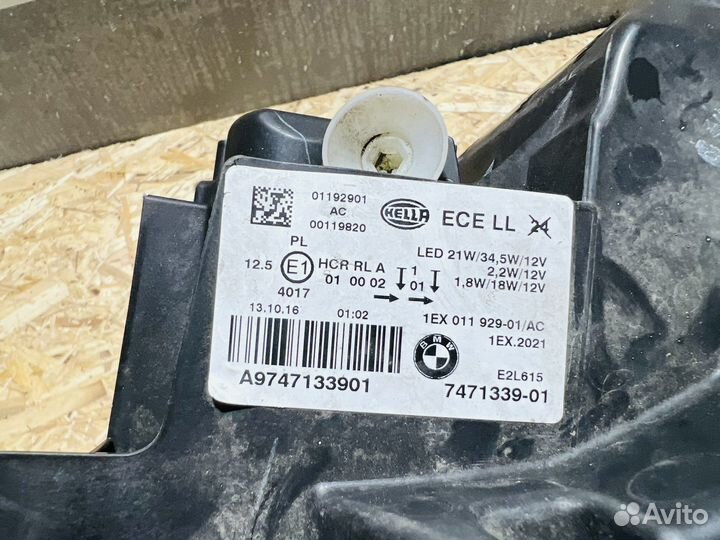 01192901
AC
00119820
HELLA
ECE LL 24
PL
LED 21W/34,5W/12V
2,2W/12V
1,8W/18W/12V
12.5 E1 HCR RL A 1
01 00 02 01
4017
13.10.16 01:02
1EX 011 929-01/AC
1EX.2021
BMW
E2L615
A9747133901
7471339-01
Avito